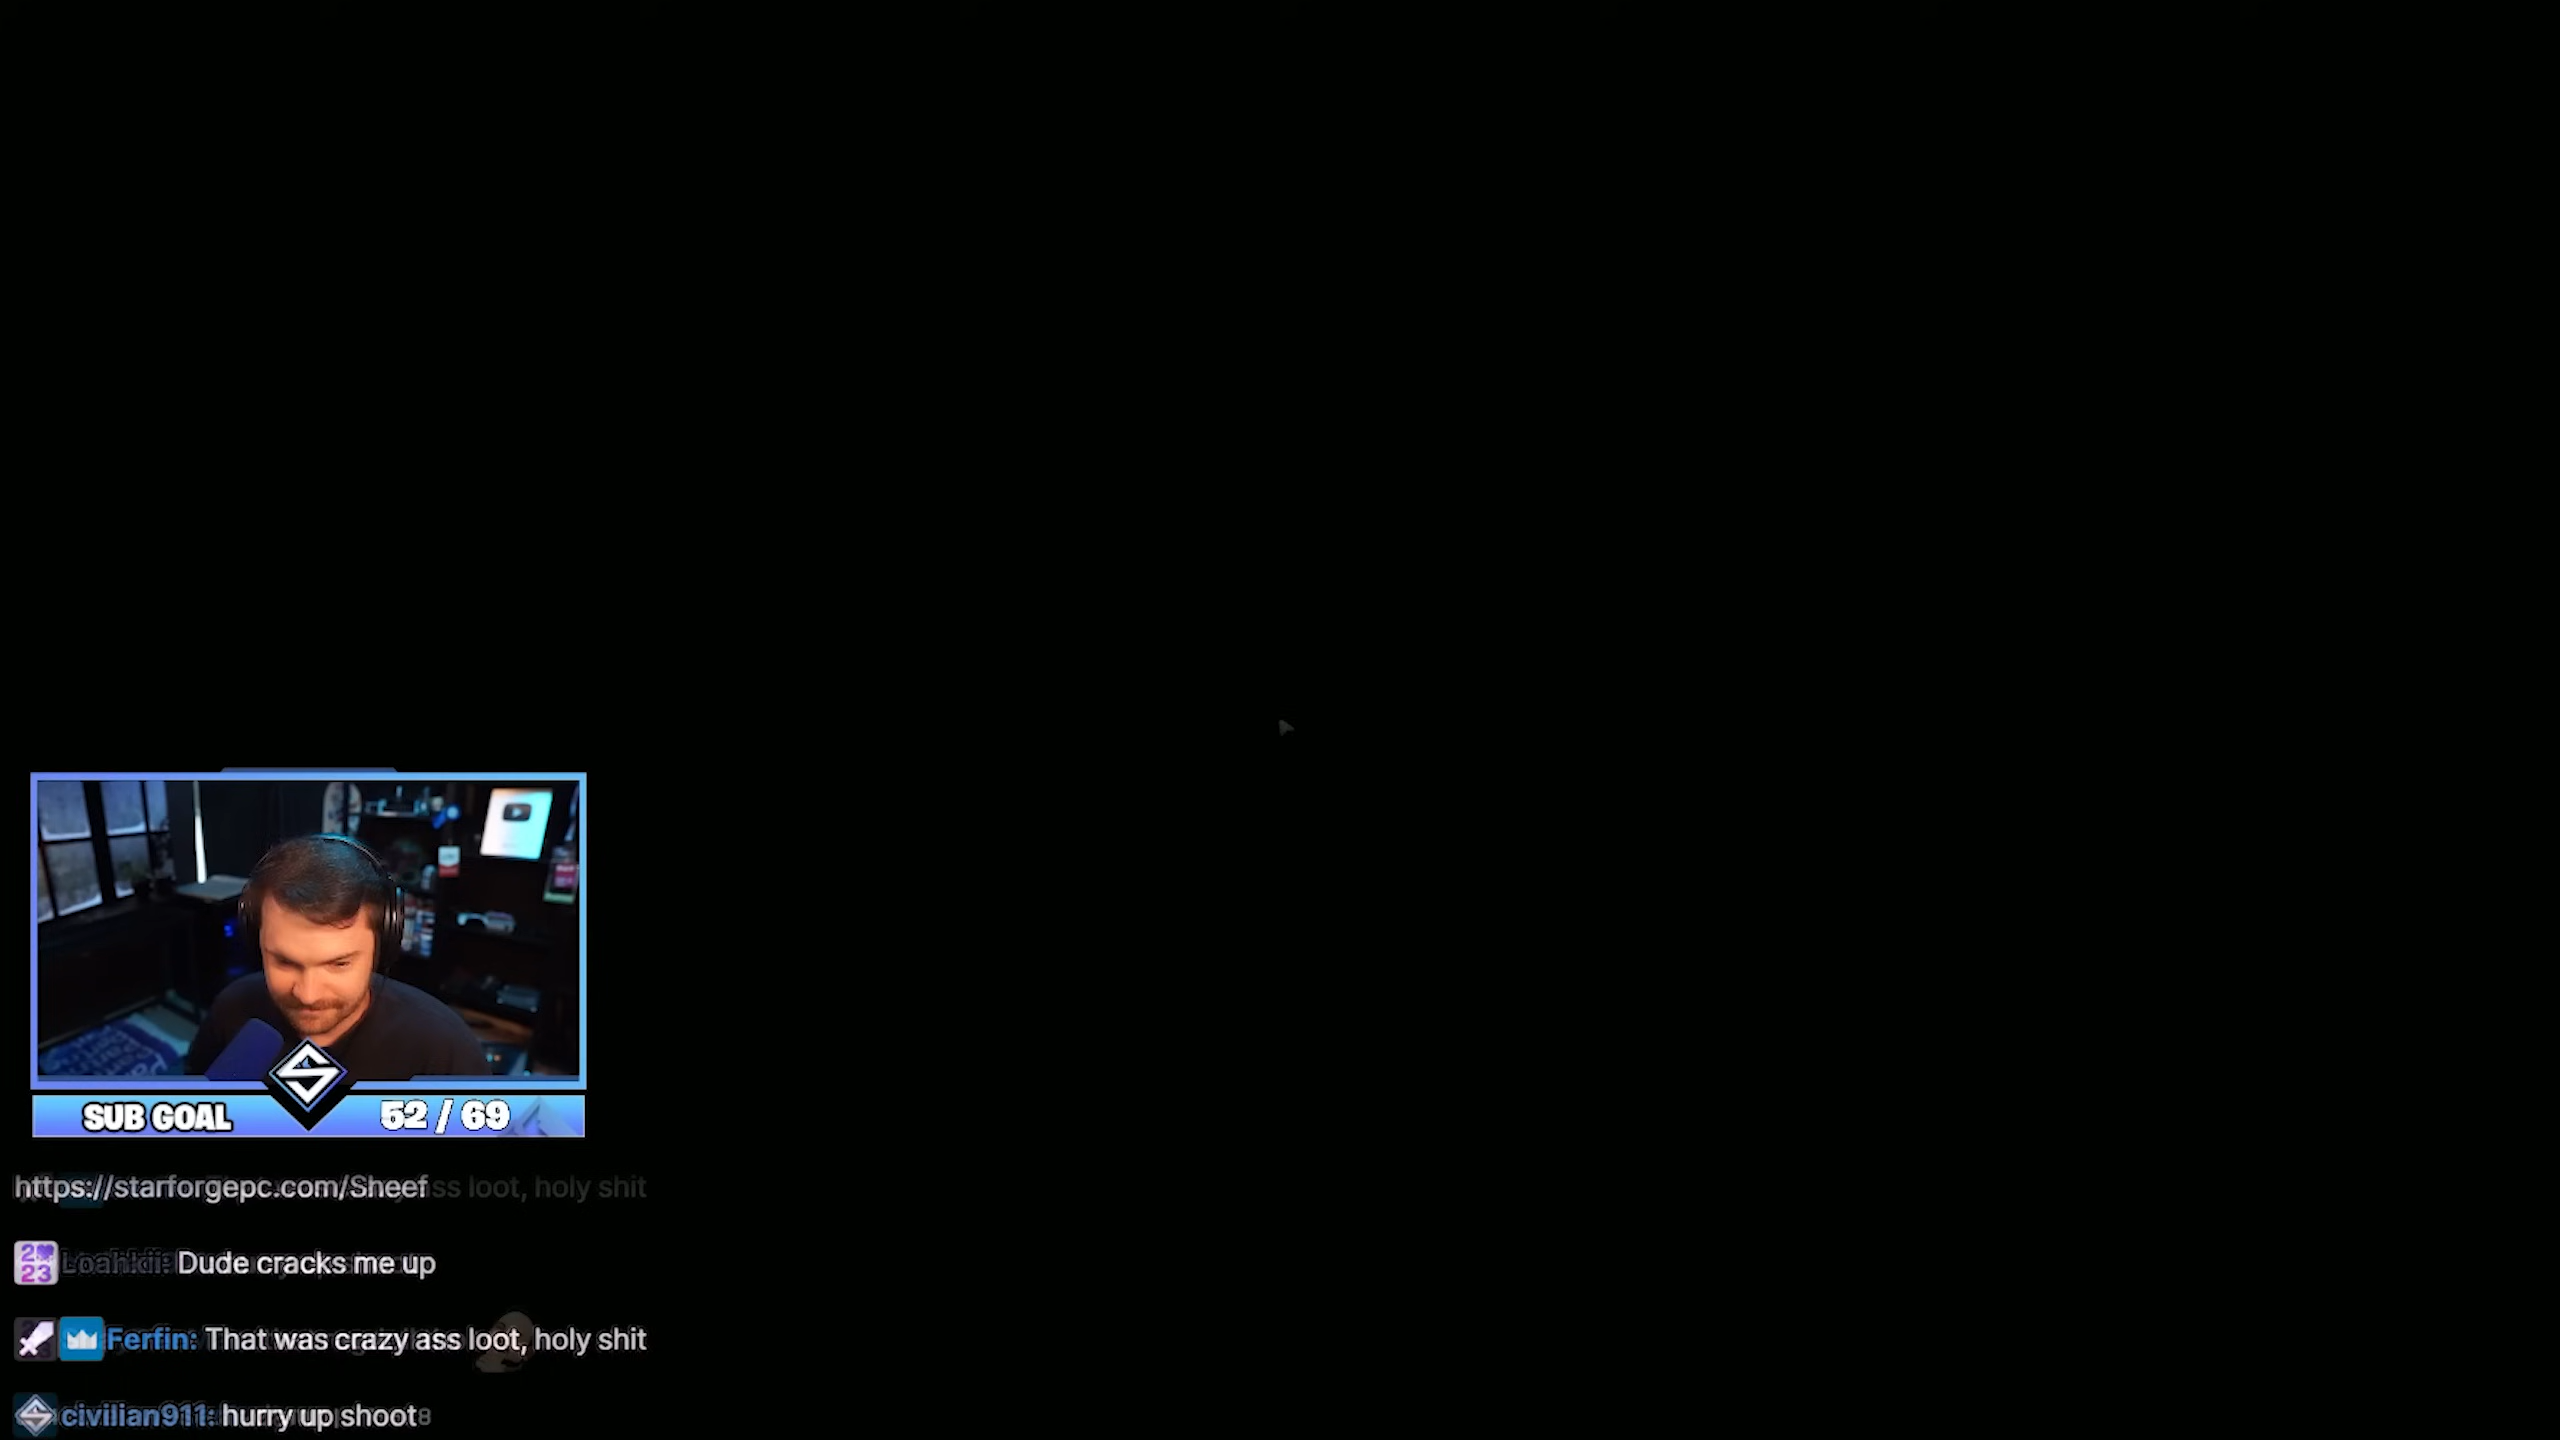 SUB GOAL 52 / 69
https://starforgepc.com/Sheef
Loahkii: Dude cracks me up
Ferfin: That was crazy ass loot, holy shit
civilian911: hurry up shoot